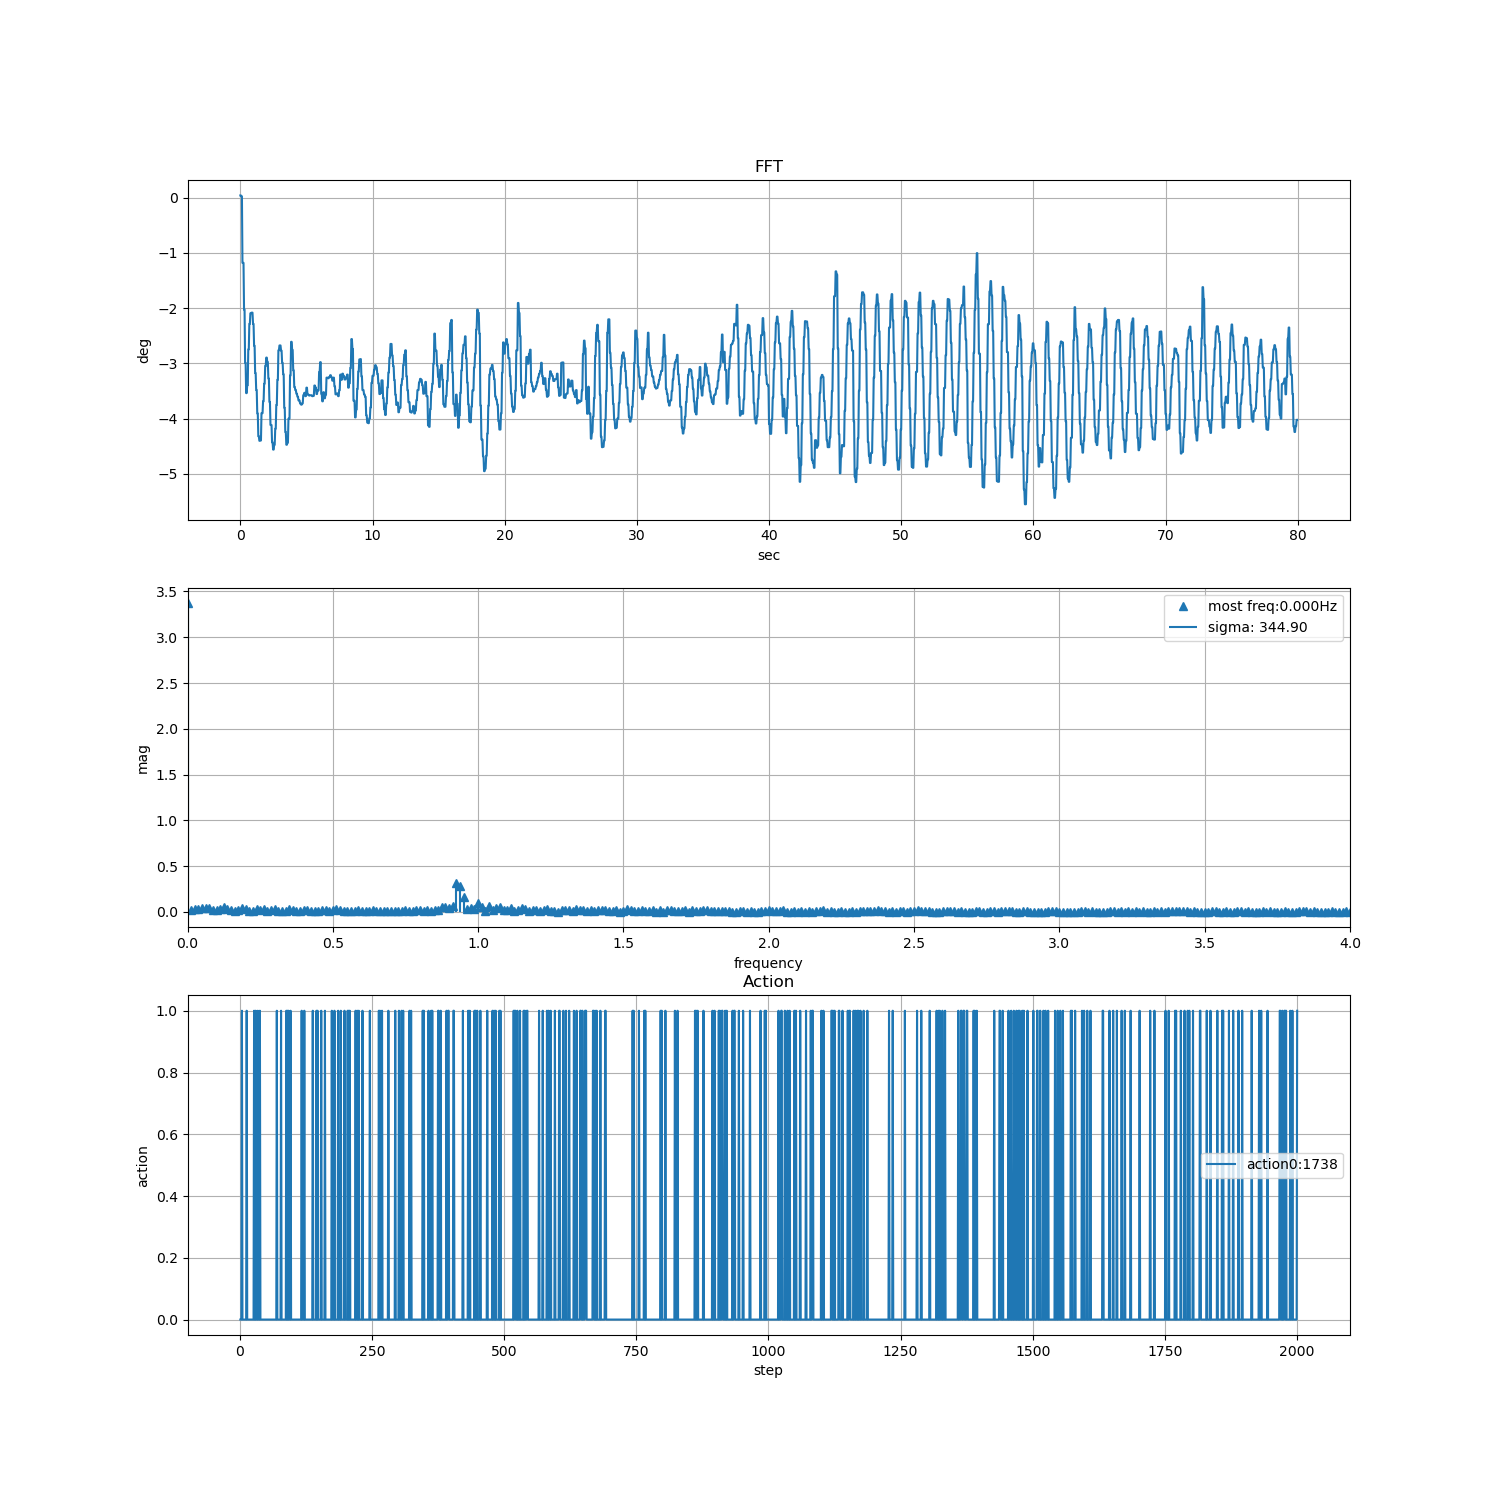 FFT
0
−1
−2
−3
−4
−5
deg
0 10 20 30 40 50 60 70 80
sec
3.5
3.0
2.5
2.0
1.5
1.0
0.5
0.0
mag
most freq:0.000Hz
sigma: 344.90
0.0 0.5 1.0 1.5 2.0 2.5 3.0 3.5 4.0
frequency
Action
1.0
0.8
0.6
0.4
0.2
0.0
action
action0:1738
0 250 500 750 1000 1250 1500 1750 2000
step